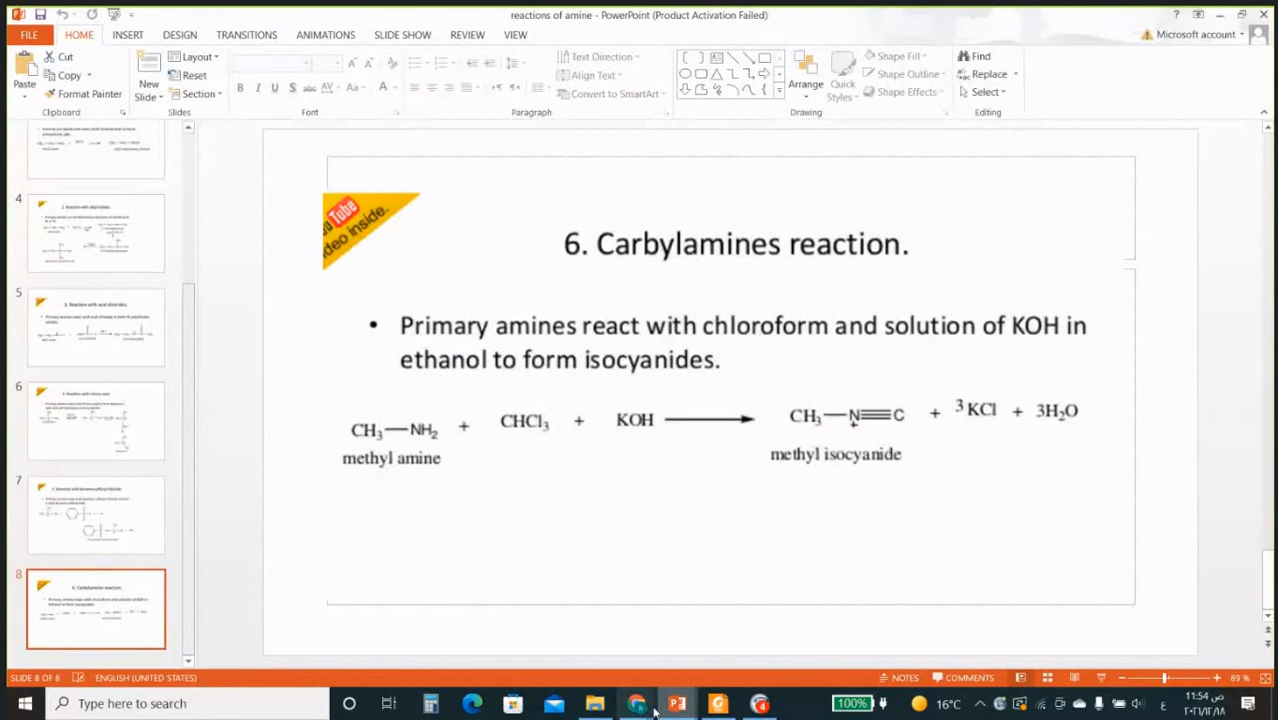 reactions of amine - PowerPoint (Product Activation Failed)
FILE HOME INSERT DESIGN TRANSITIONS ANIMATIONS SLIDE SHOW REVIEW VIEW
Microsoft account
Paste
Cut
Copy
Format Painter
Clipboard
New
Slide
Layout
Reset
Section
Slides
Font
Text Direction
Align Text
Convert to SmartArt
Paragraph
Arrange
Quick
Styles
Shape Fill
Shape Outline
Shape Effects
Drawing
Find
Replace
Select
Editing
4
5
6
7
8
6. Carbylamines reaction.
• Primary amines react with chloroform and solution of KOH in
ethanol to form isocyanides.
CH₃—NH₂ + CHCl₃ + KOH → CH₃—N≡C + 3KCl + 3H₂O
methyl amine methyl isocyanide
SLIDE 8 OF 8 ENGLISH (UNITED STATES) NOTES COMMENTS 89 %
Type here to search
100%
16°C
11:54 ص
٢٠٢١/١٢/١٨